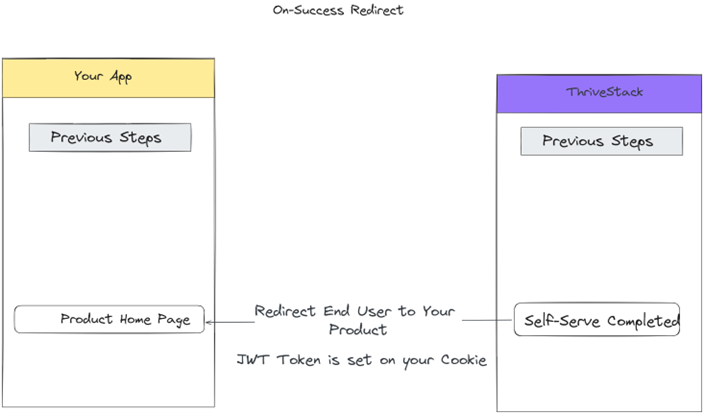 On-Success Redirect
Your App
ThriveStack
Previous Steps
Previous Steps
Redirect End User to Your
Product
Product Home Page
Self-Serve Completed
JWT Token is set on your Cookie